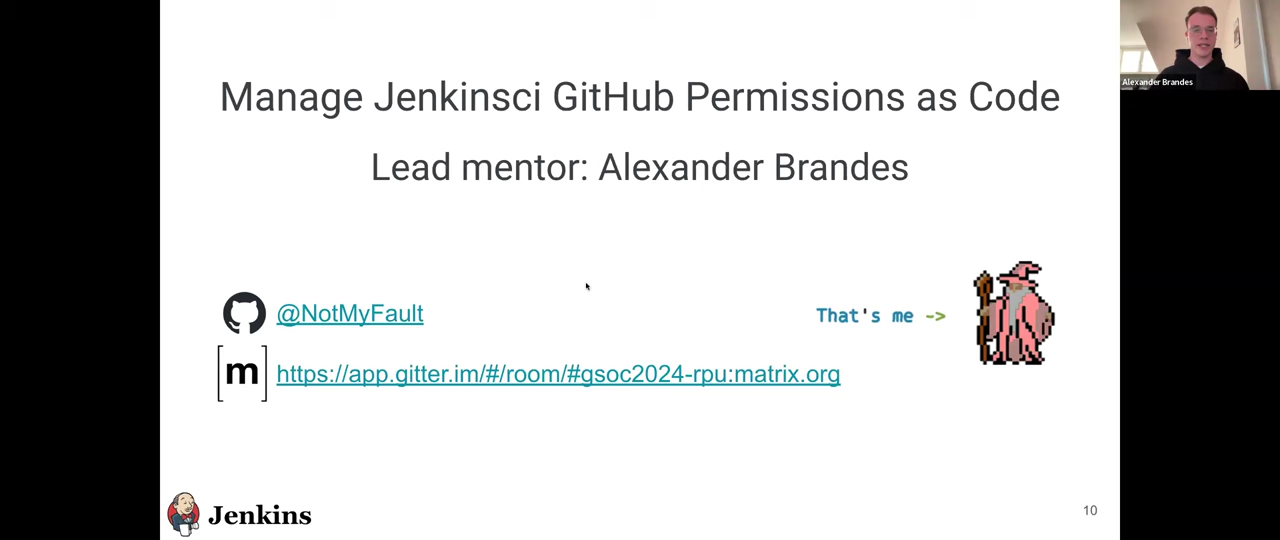 Manage Jenkinsci GitHub Permissions as Code
Lead mentor: Alexander Brandes
Alexander Brandes
@NotMyFault
That's me ->
[m]
https://app.gitter.im/#/room/#gsoc2024-rpu:matrix.org
Jenkins
10